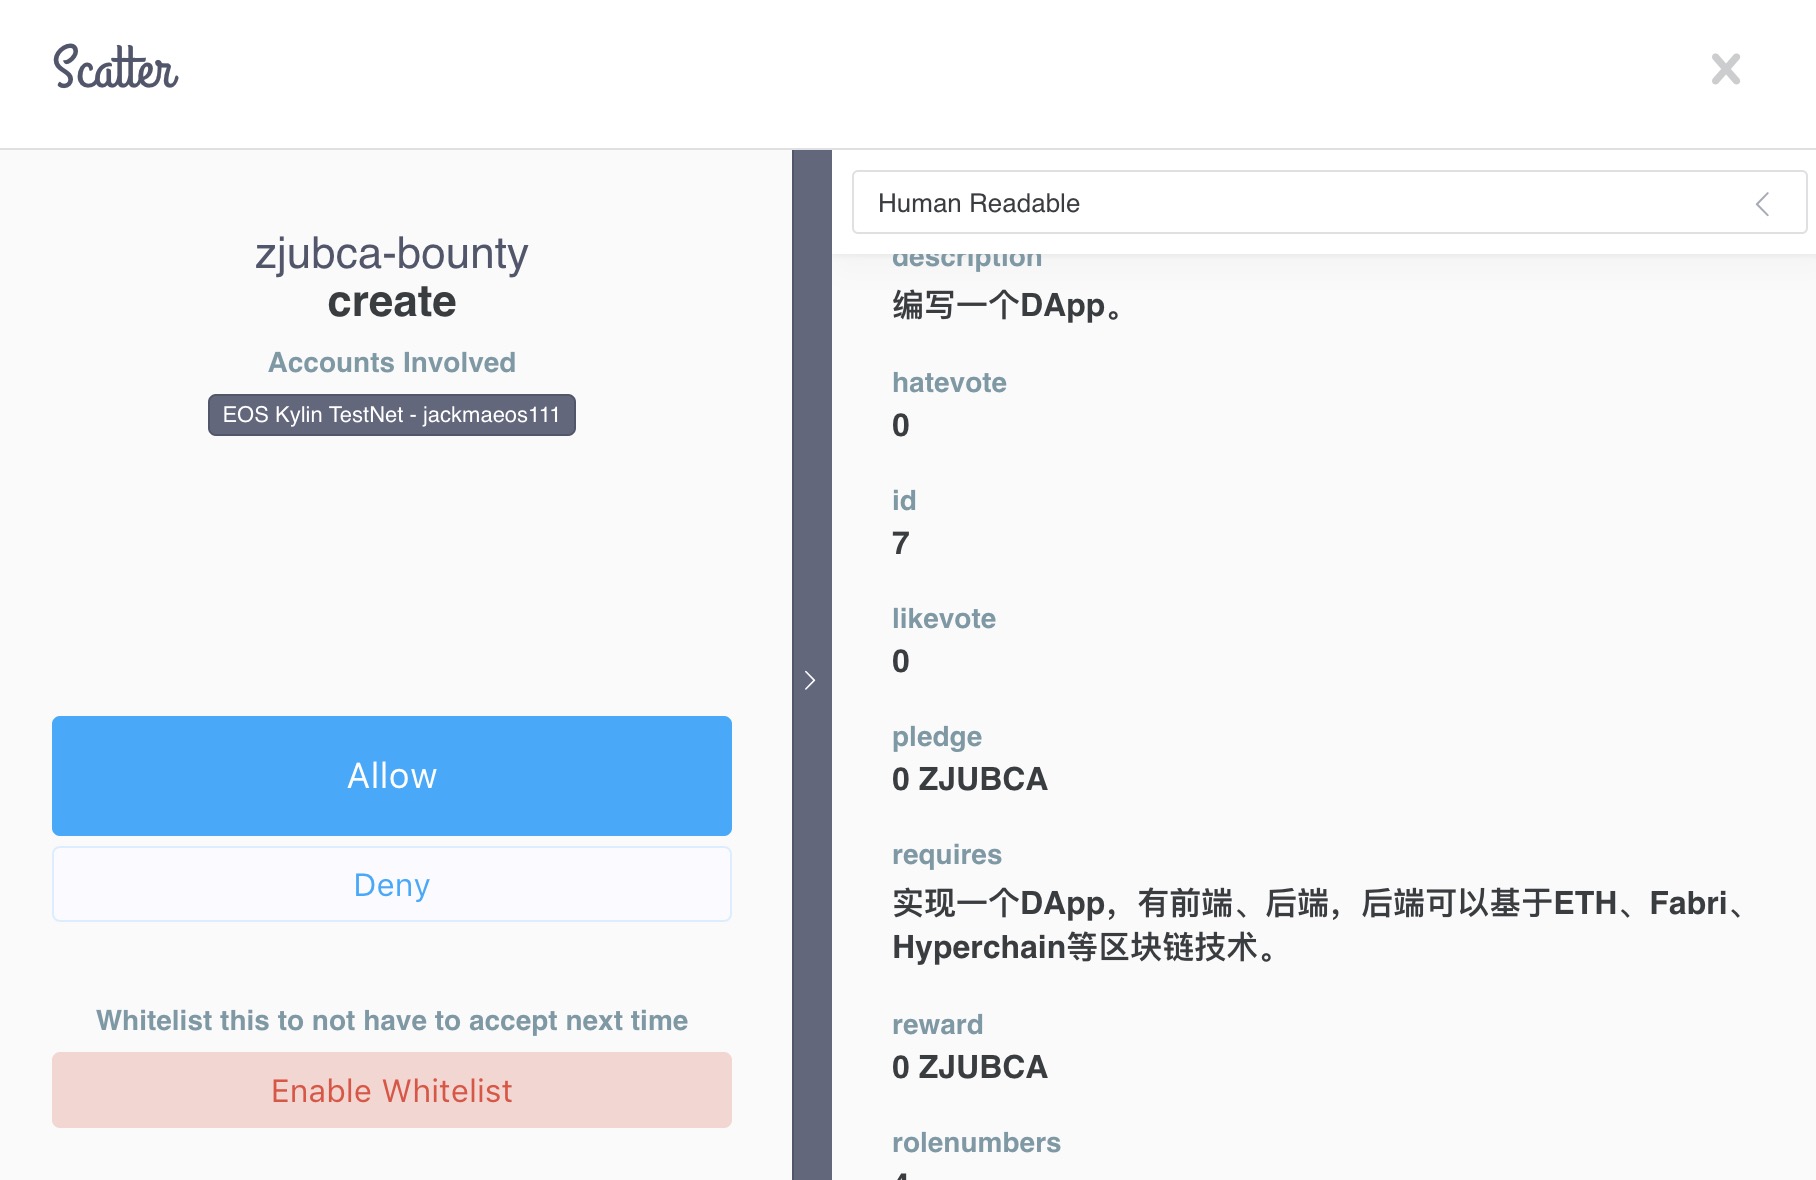 Scatter
zjubca-bounty
create
Accounts Involved
EOS Kylin TestNet - jackmaeos111
Allow
Deny
Whitelist this to not have to accept next time
Enable Whitelist
Human Readable
description
编写一个DApp。
hatevote
0
id
7
likevote
0
pledge
0 ZJUBCA
requires
实现一个DApp，有前端、后端，后端可以基于ETH、Fabri、
Hyperchain等区块链技术。
reward
0 ZJUBCA
rolenumbers